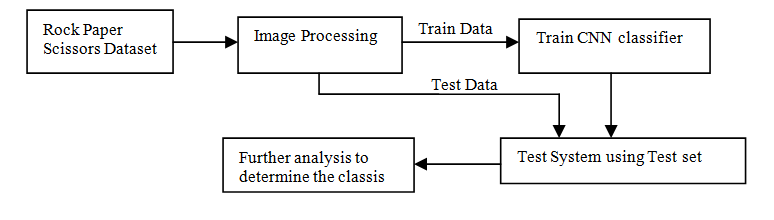 Rock Paper
Scissors Dataset
Image Processing
Train Data
Train CNN classifier
Test Data
Test System using Test set
Further analysis to
determine the classis